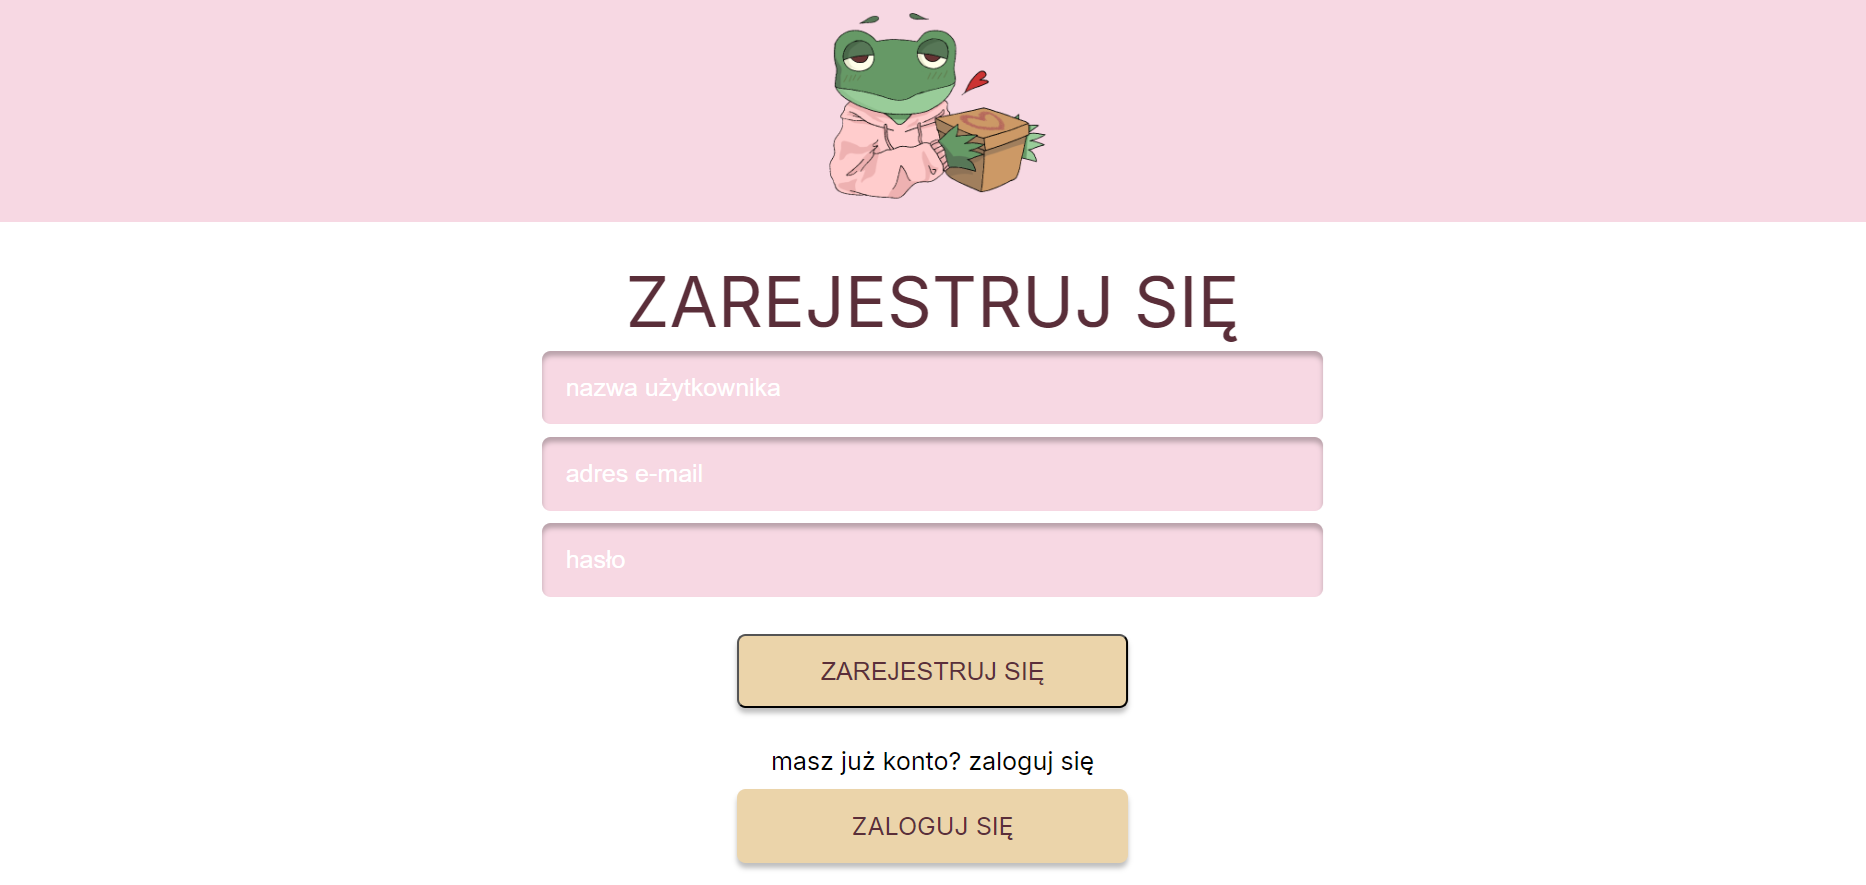 ZAREJESTRUJ SIĘ
nazwa użytkownika
adres e-mail
hasło
ZAREJESTRUJ SIĘ
masz już konto? zaloguj się
ZALOGUJ SIĘ